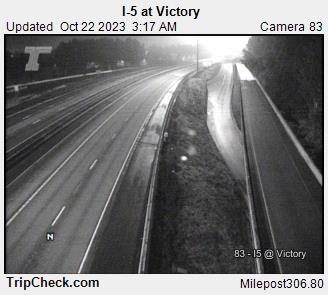 I-5 at Victory
Updated  Oct 22 2023  3:17 AM
Camera 83
T
N
83 - I5 @ Victory
TripCheck.com
Milepost306.80